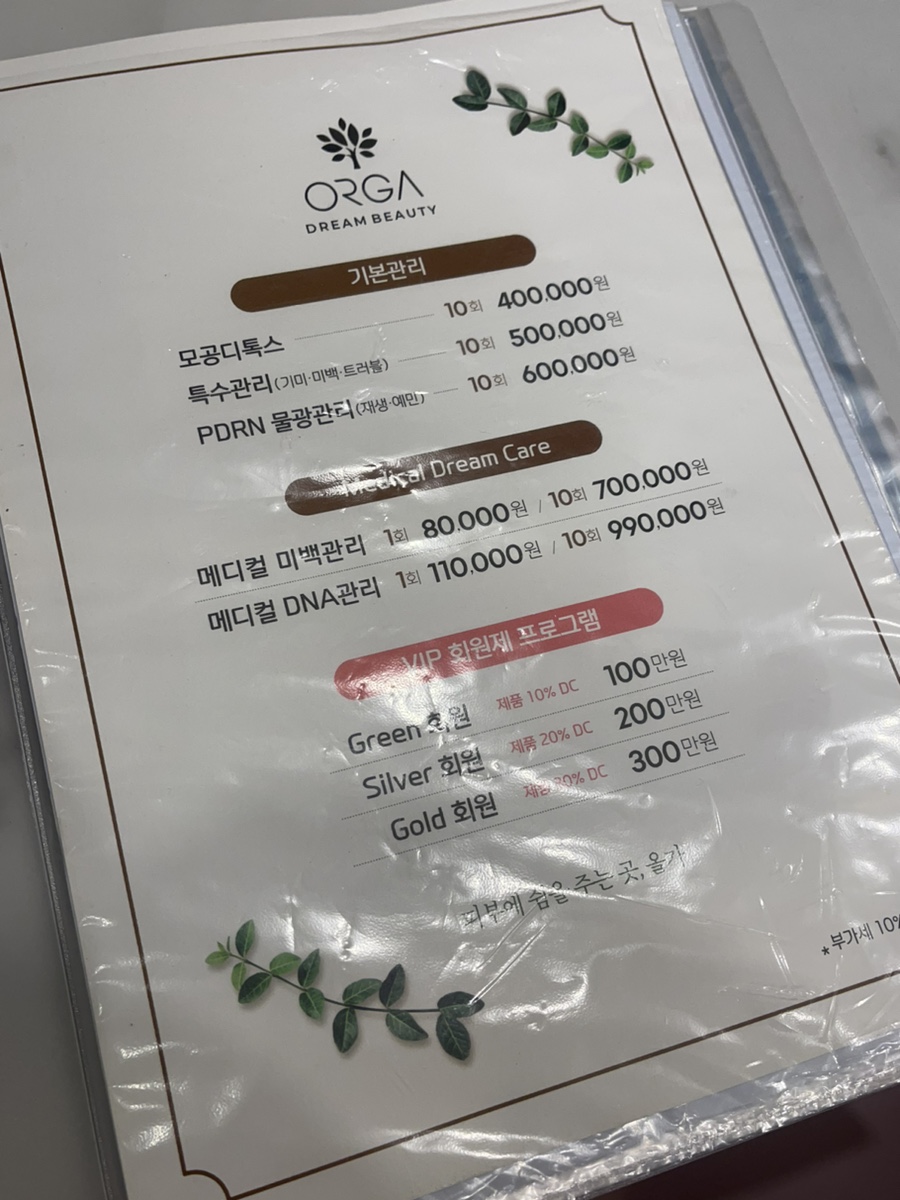 ORGA
DREAM BEAUTY
기본관리
모공디톡스 10회 400,000원
특수관리(기미·미백·트러블) 10회 500,000원
PDRN 물광관리(재생·예민) 10회 600,000원
Medical Dream Care
메디컬 미백관리 1회 80,000원 / 10회 700,000원
메디컬 DNA관리 1회 110,000원 / 10회 990,000원
VIP 회원제 프로그램
Green 회원 제품 10% DC 100만원
Silver 회원 제품 20% DC 200만원
Gold 회원 제품 30% DC 300만원
피부에 쉼을 주는 곳, 올가
*부가세 10%